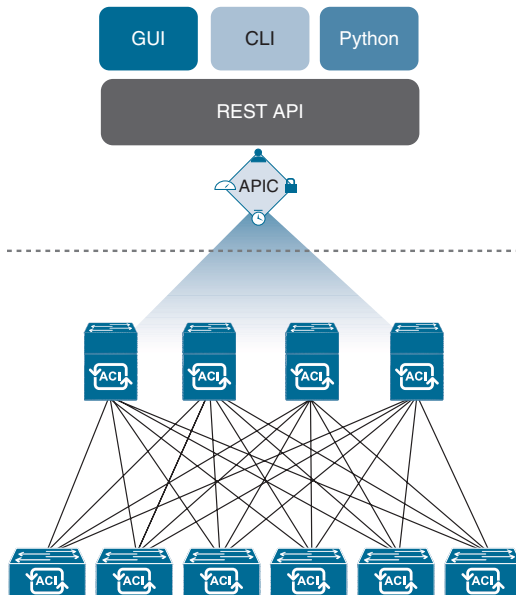 GUI CLI Python
REST API
APIC
ACI ACI ACI ACI
ACI ACI ACI ACI ACI ACI